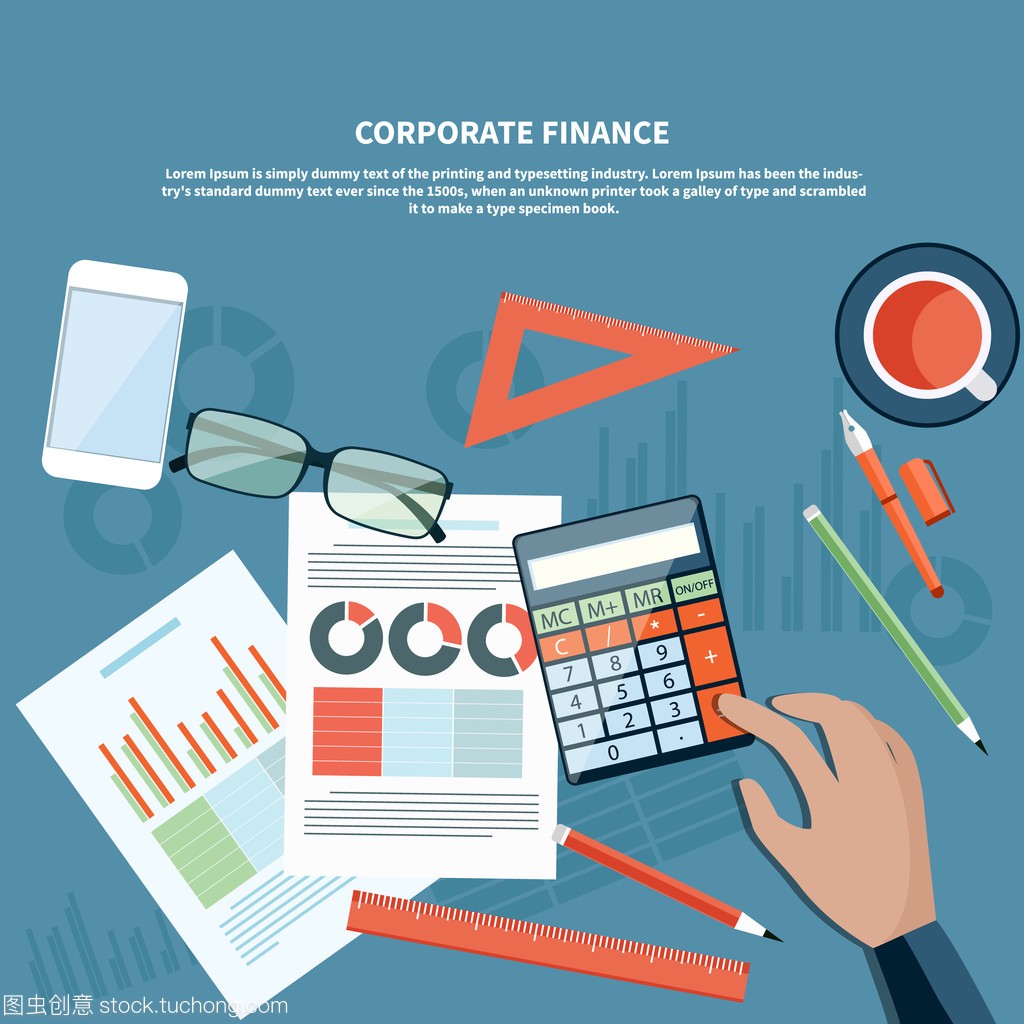 CORPORATE FINANCE
Lorem Ipsum is simply dummy text of the printing and typesetting industry. Lorem Ipsum has been the indus-
try's standard dummy text ever since the 1500s, when an unknown printer took a galley of type and scrambled
it to make a type specimen book.
MC M+ MR ON/OFF
C / * -
7 8 9 +
4 5 6
1 2 3
0 .
图虫创意 stock.tuchong.com